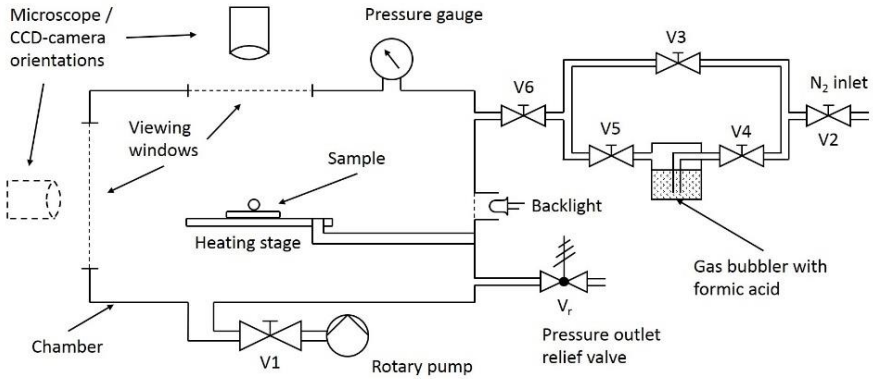 Microscope /
CCD-camera
orientations
Pressure gauge
V3
V6
N₂ inlet
V5
V4
V2
Viewing
windows
Sample
Backlight
Heating stage
Gas bubbler with
formic acid
Vᵣ
Chamber
V1
Rotary pump
Pressure outlet
relief valve